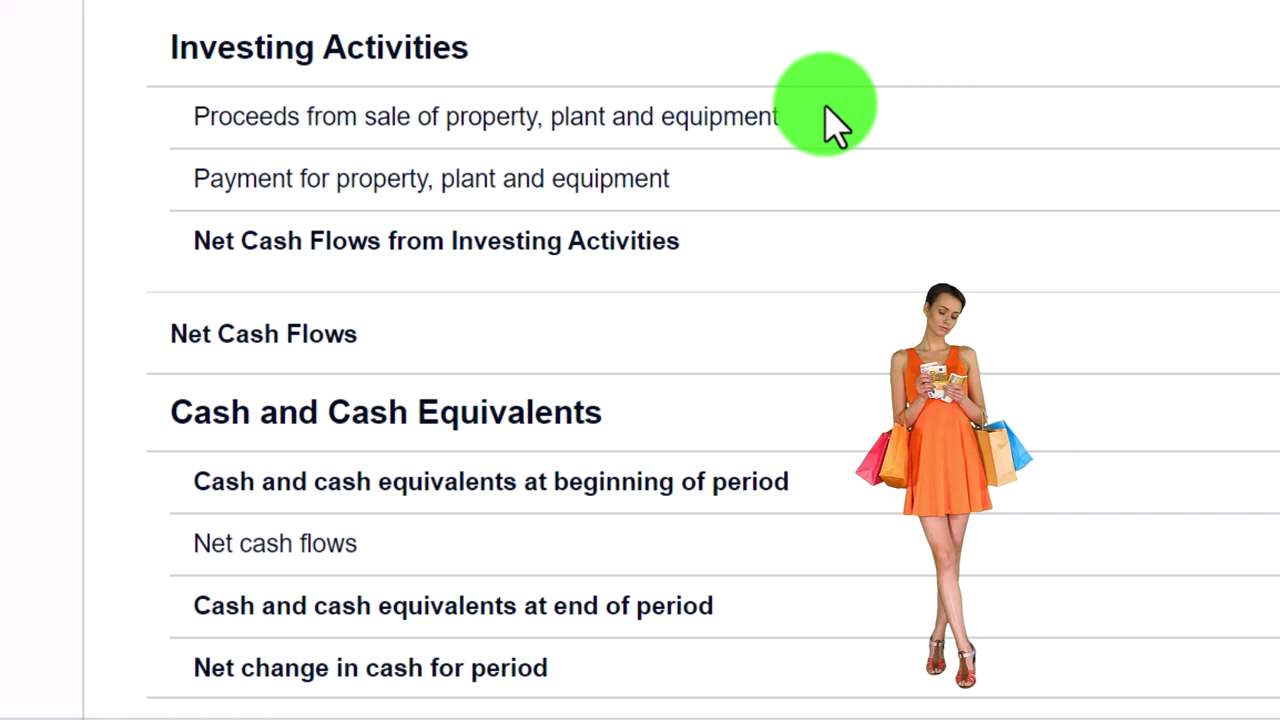 Investing Activities
Proceeds from sale of property, plant and equipment
Payment for property, plant and equipment
Net Cash Flows from Investing Activities
Net Cash Flows
Cash and Cash Equivalents
Cash and cash equivalents at beginning of period
Net cash flows
Cash and cash equivalents at end of period
Net change in cash for period